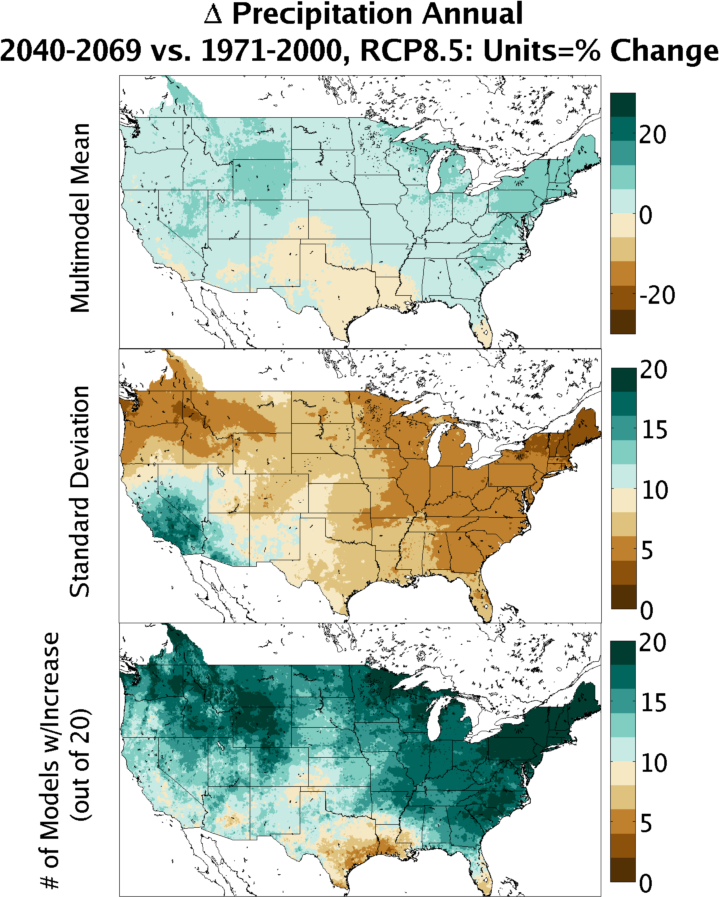 Δ Precipitation Annual
2040-2069 vs. 1971-2000, RCP8.5: Units=% Change
Multimodel Mean
20
0
-20
Standard Deviation
20
15
10
5
0
# of Models w/Increase
(out of 20)
20
15
10
5
0